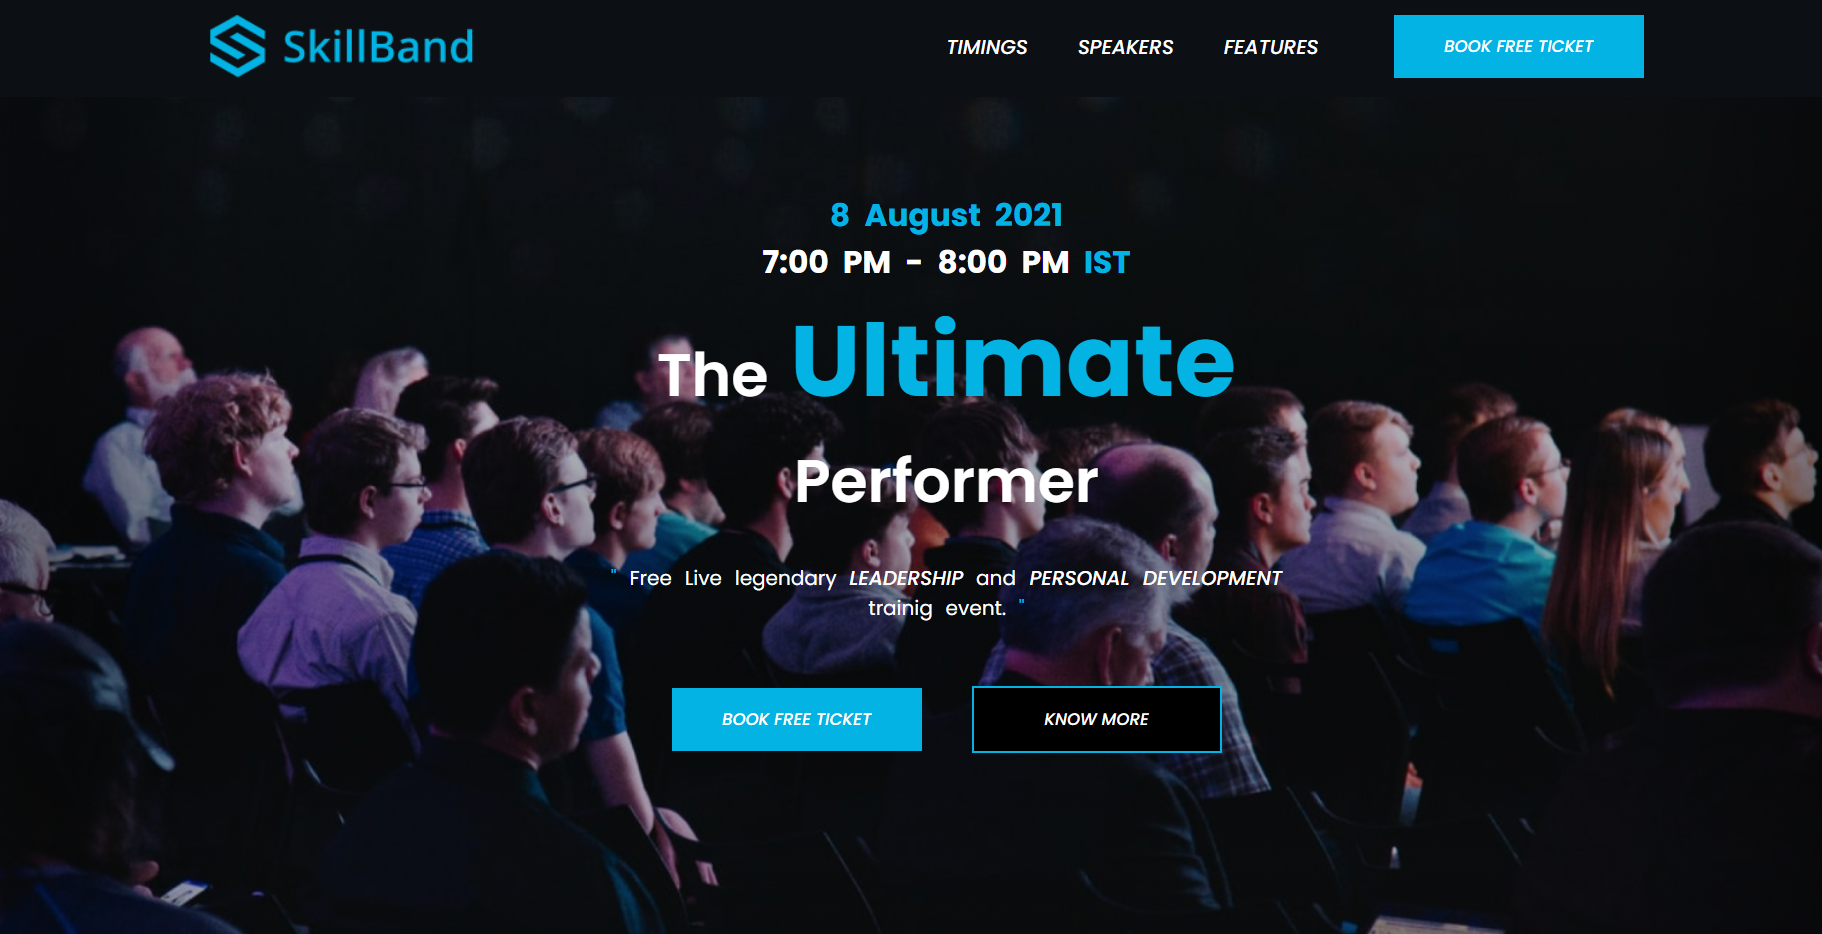 SkillBand
TIMINGS
SPEAKERS
FEATURES
BOOK FREE TICKET
8 August 2021
7:00 PM - 8:00 PM IST
The Ultimate
Performer
" Free Live legendary LEADERSHIP and PERSONAL DEVELOPMENT
trainig event. "
BOOK FREE TICKET
KNOW MORE